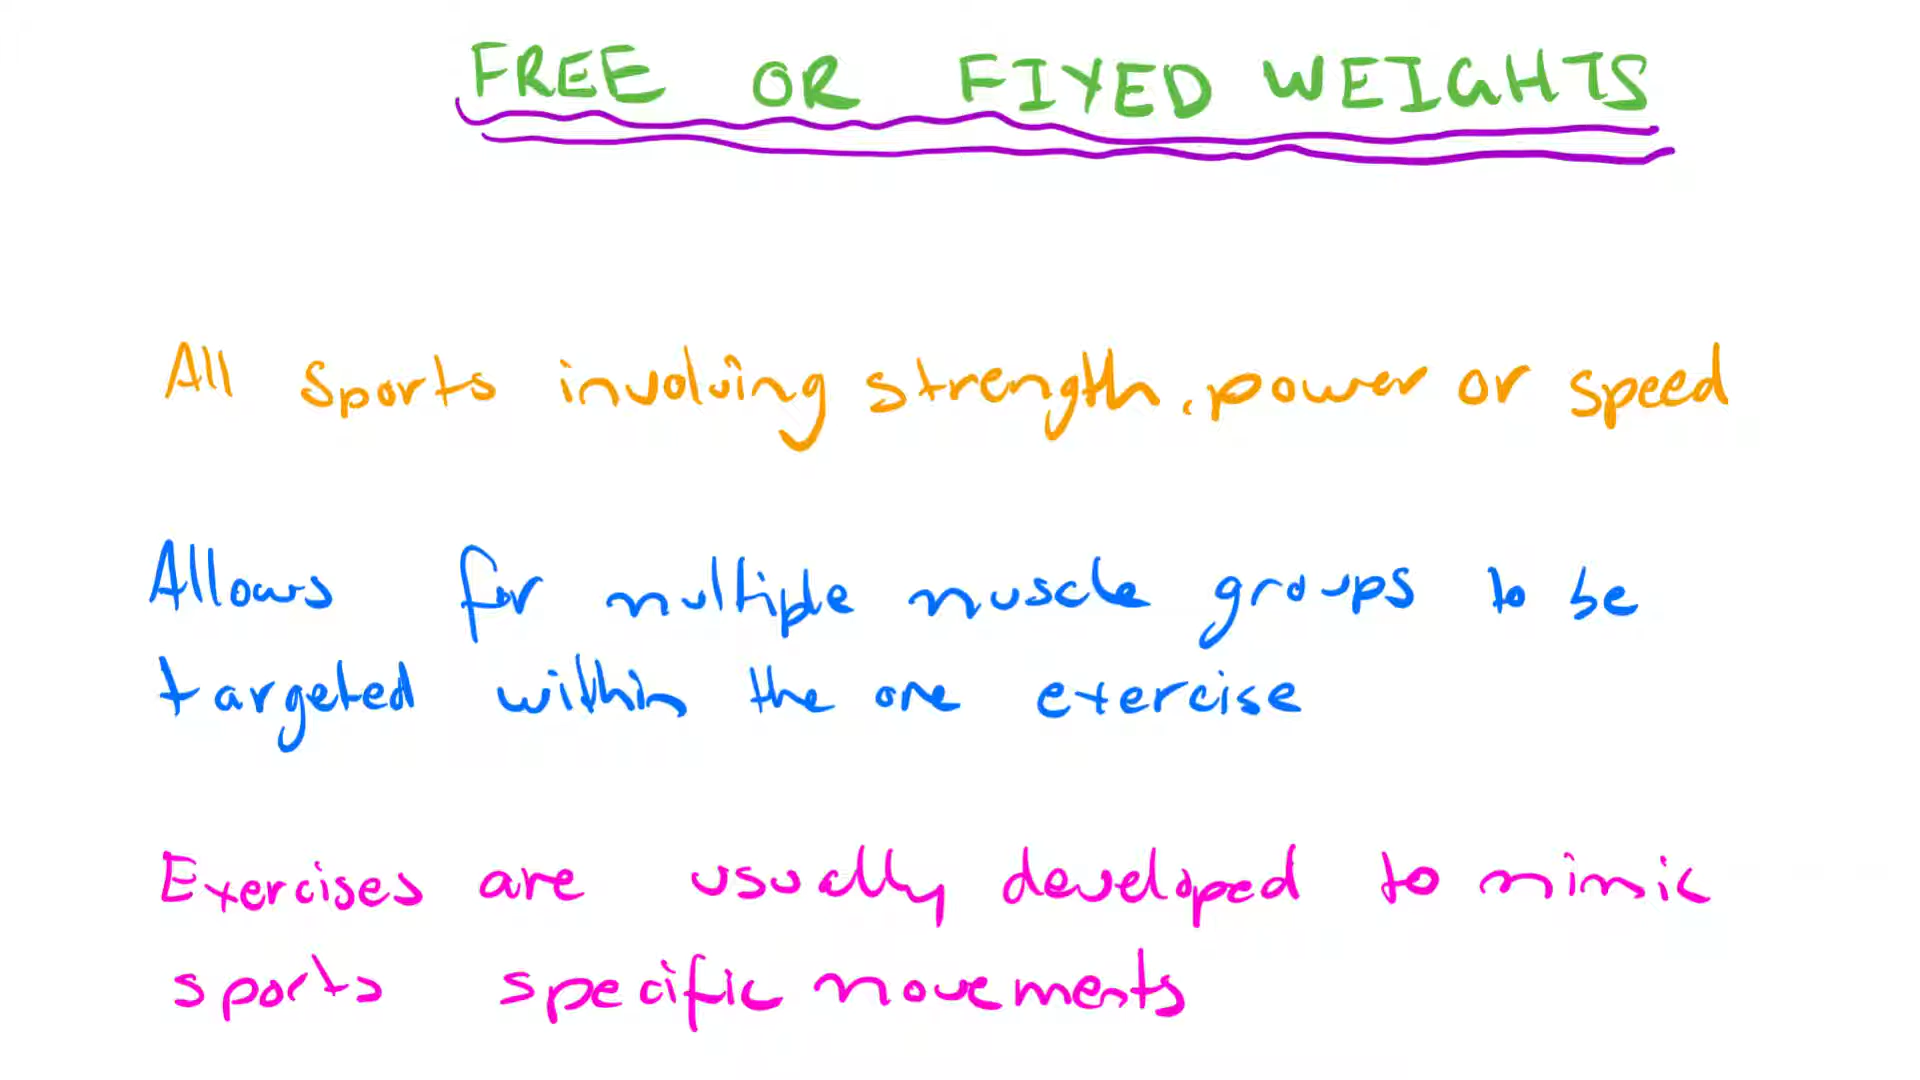 FREE OR FIXED WEIGHTS
All sports involving strength, power or speed
Allows for multiple muscle groups to be
targeted within the one exercise
Exercises are usually developed to mimic
sports specific movements